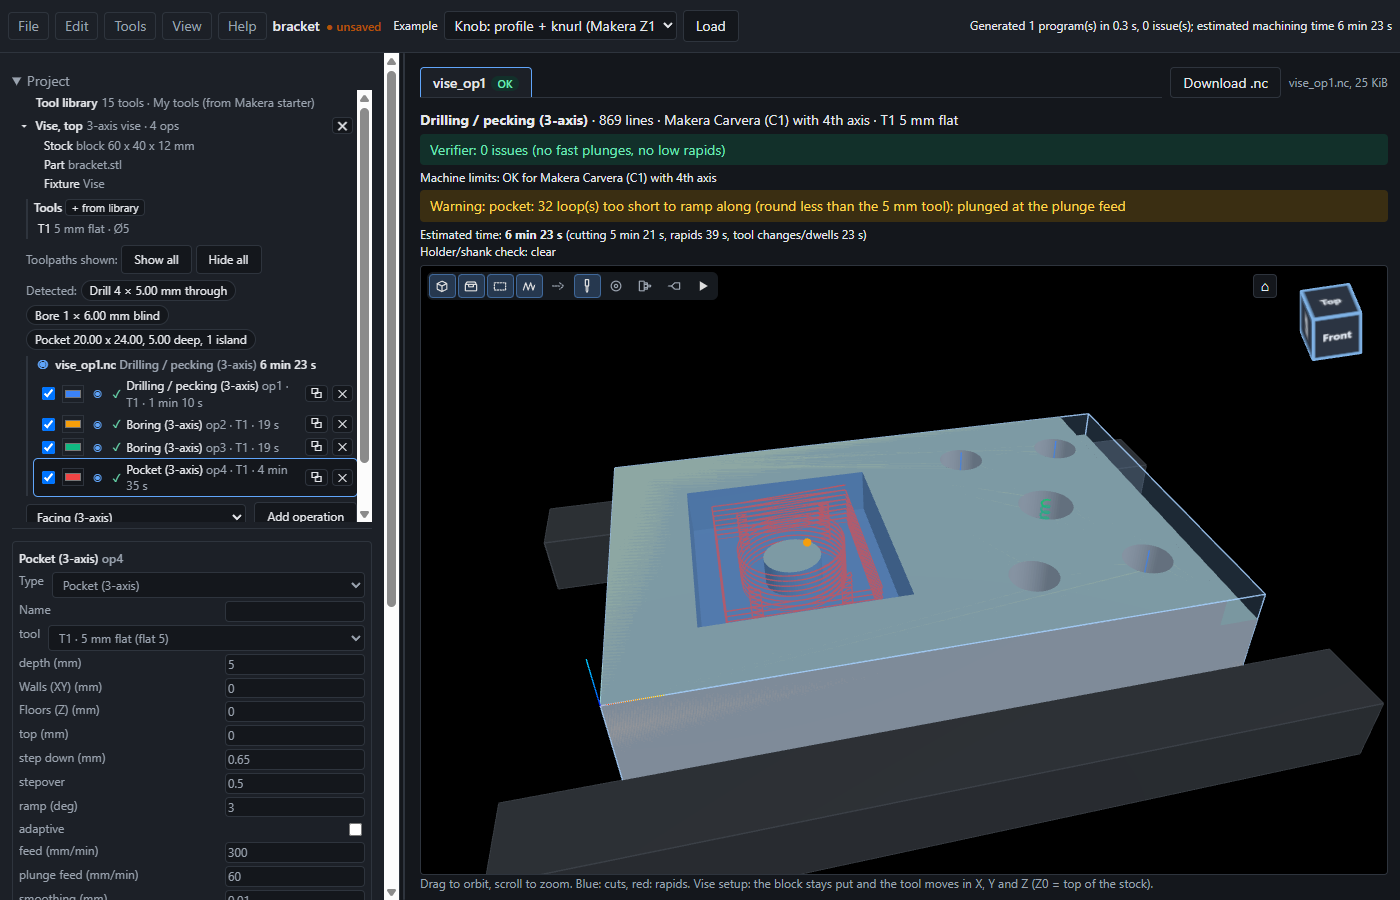 File Edit Tools View Help bracket ● unsaved Example Knob: profile + knurl (Makera Z1 Load Generated 1 program(s) in 0.3 s, 0 issue(s); estimated machining time 6 min 23 s
Project
Tool library 15 tools · My tools (from Makera starter)
Vise, top 3-axis vise · 4 ops
Stock block 60 x 40 x 12 mm
Part bracket.stl
Fixture Vise
Tools + from library
T1 5 mm flat · Ø5
Toolpaths shown: Show all Hide all
Detected: Drill 4 × 5.00 mm through
Bore 1 × 6.00 mm blind
Pocket 20.00 x 24.00, 5.00 deep, 1 island
vise_op1.nc Drilling / pecking (3-axis) 6 min 23 s
Drilling / pecking (3-axis) op1 ·
T1 · 1 min 10 s
Boring (3-axis) op2 · T1 · 19 s
Boring (3-axis) op3 · T1 · 19 s
Pocket (3-axis) op4 · T1 · 4 min
35 s
Facing (3-axis) Add operation
Pocket (3-axis) op4
Type Pocket (3-axis)
Name
tool T1 · 5 mm flat (flat 5)
depth (mm) 5
Walls (XY) (mm) 0
Floors (Z) (mm) 0
top (mm) 0
step down (mm) 0.65
stepover 0.5
ramp (deg) 3
adaptive
feed (mm/min) 300
plunge feed (mm/min) 60
smoothing (mm) 0.01
vise_op1 OK Download .nc vise_op1.nc, 25 KiB
Drilling / pecking (3-axis) · 869 lines · Makera Carvera (C1) with 4th axis · T1 5 mm flat
Verifier: 0 issues (no fast plunges, no low rapids)
Machine limits: OK for Makera Carvera (C1) with 4th axis
Warning: pocket: 32 loop(s) too short to ramp along (round less than the 5 mm tool): plunged at the plunge feed
Estimated time: 6 min 23 s (cutting 5 min 21 s, rapids 39 s, tool changes/dwells 23 s)
Holder/shank check: clear
Top
Front
Drag to orbit, scroll to zoom. Blue: cuts, red: rapids. Vise setup: the block stays put and the tool moves in X, Y and Z (Z0 = top of the stock).